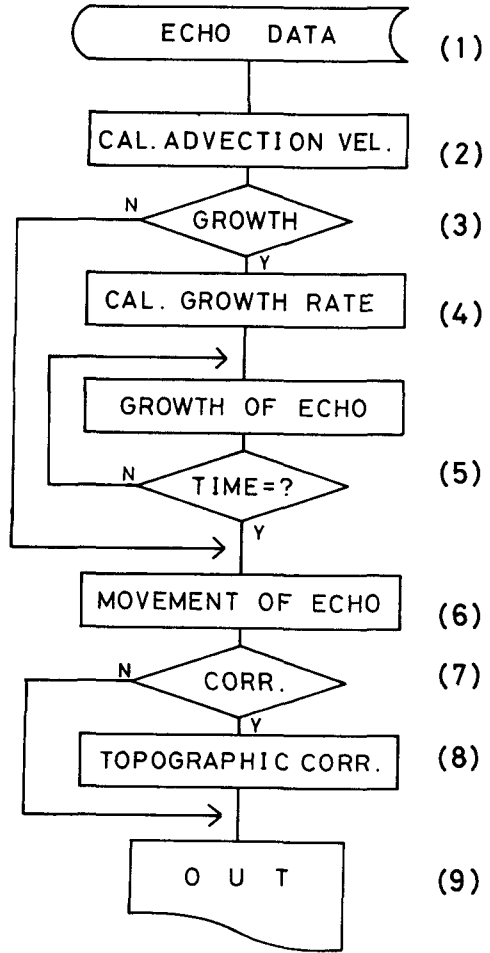 ECHO DATA
(1)
CAL. ADVECTION VEL.
(2)
N
GROWTH
(3)
Y
CAL. GROWTH RATE
(4)
GROWTH OF ECHO
N
TIME=?
(5)
Y
MOVEMENT OF ECHO
(6)
N
CORR.
(7)
Y
TOPOGRAPHIC CORR.
(8)
OUT
(9)